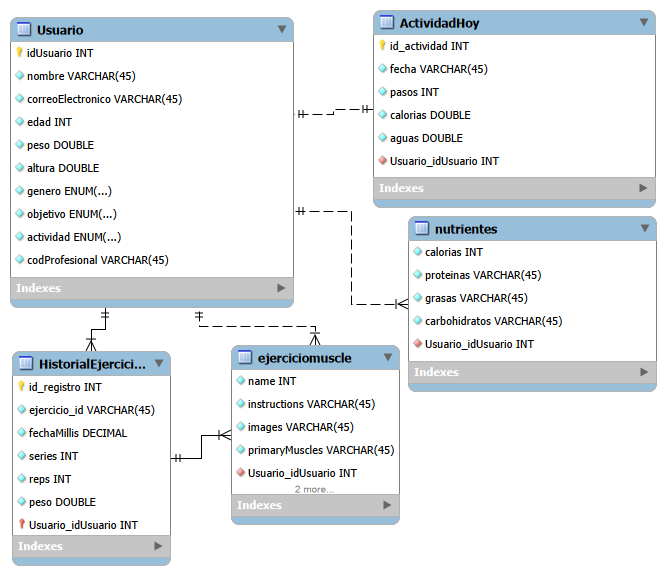 Usuario
idUsuario INT
nombre VARCHAR(45)
correoElectronico VARCHAR(45)
edad INT
peso DOUBLE
altura DOUBLE
genero ENUM(...)
objetivo ENUM(...)
actividad ENUM(...)
codProfesional VARCHAR(45)
Indexes
ActividadHoy
id_actividad INT
fecha VARCHAR(45)
pasos INT
calorias DOUBLE
aguas DOUBLE
Usuario_idUsuario INT
Indexes
nutrientes
calorias INT
proteinas VARCHAR(45)
grasas VARCHAR(45)
carbohidratos VARCHAR(45)
Usuario_idUsuario INT
Indexes
HistorialEjercici...
id_registro INT
ejercicio_id VARCHAR(45)
fechaMillis DECIMAL
series INT
reps INT
peso DOUBLE
Usuario_idUsuario INT
Indexes
ejerciciomuscle
name INT
instructions VARCHAR(45)
images VARCHAR(45)
primaryMuscles VARCHAR(45)
Usuario_idUsuario INT
2 more...
Indexes